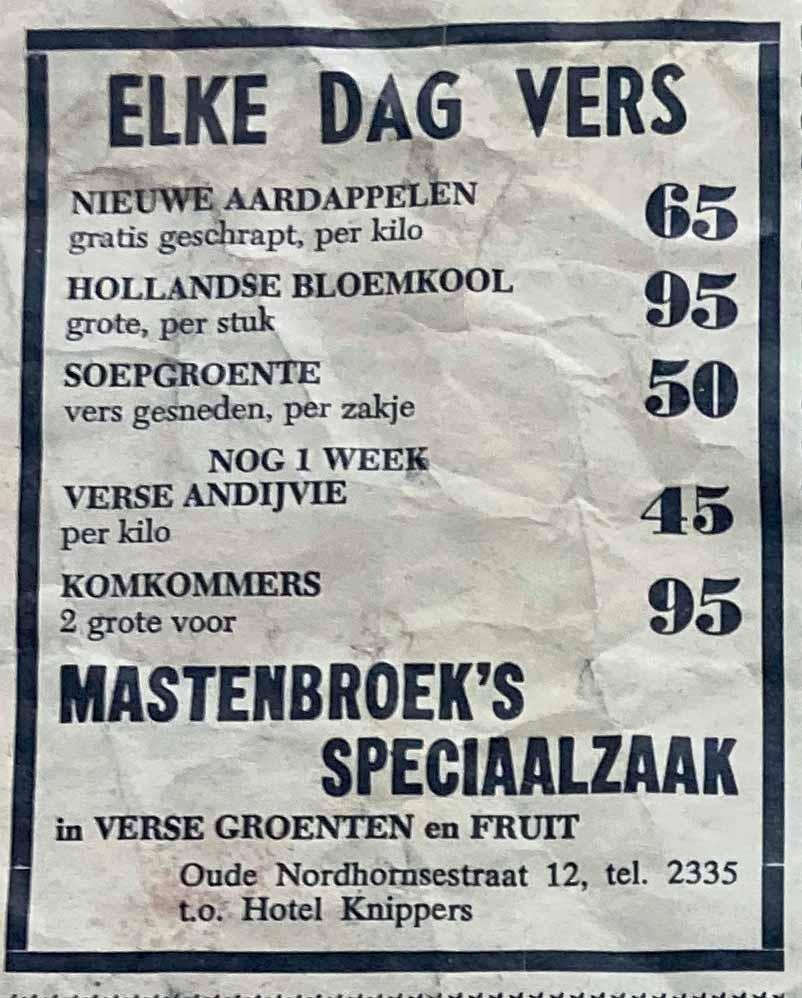 ELKE DAG VERS
NIEUWE AARDAPPELEN
gratis geschrapt, per kilo 65
HOLLANDSE BLOEMKOOL
grote, per stuk 95
SOEPGROENTE
vers gesneden, per zakje 50
NOG 1 WEEK
VERSE ANDIJVIE
per kilo 45
KOMKOMMERS
2 grote voor 95
MASTENBROEK'S
SPECIAALZAAK
in VERSE GROENTEN en FRUIT
Oude Nordhornsestraat 12, tel. 2335
t.o. Hotel Knippers